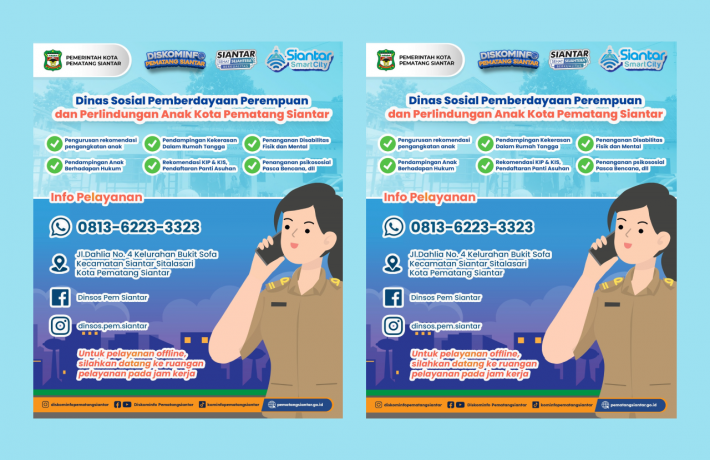 PEMERINTAH KOTA
PEMATANG SIANTAR
DISKOMINFO
PEMATANG SIANTAR
SIANTAR
Siantar
SmartCity
Dinas Sosial Pemberdayaan Perempuan
dan Perlindungan Anak Kota Pematang Siantar
Pengurusan rekomendasi
pengangkatan anak
Pendampingan Kekerasan
Dalam Rumah Tangga
Penanganan Disabilitas
Fisik dan Mental
Pendampingan Anak
Berhadapan Hukum
Rekomendasi KIP & KIS,
Pendaftaran Panti Asuhan
Penanganan psikososial
Pasca Bencana, dll
Info Pelayanan
0813-6223-3323
Jl.Dahlia No. 4 Kelurahan Bukit Sofa
Kecamatan Siantar Sitalasari
Kota Pematang Siantar
Dinsos Pem Siantar
dinsos.pem.siantar
Untuk pelayanan offline,
silahkan datang ke ruangan
pelayanan pada jam kerja
diskominfopematangsiantar
Diskominfo Pematangsiantar
kominfopematangsiantar
pematangsiantar.go.id
PEMERINTAH KOTA
PEMATANG SIANTAR
DISKOMINFO
PEMATANG SIANTAR
SIANTAR
Siantar
SmartCity
Dinas Sosial Pemberdayaan Perempuan
dan Perlindungan Anak Kota Pematang Siantar
Pengurusan rekomendasi
pengangkatan anak
Pendampingan Kekerasan
Dalam Rumah Tangga
Penanganan Disabilitas
Fisik dan Mental
Pendampingan Anak
Berhadapan Hukum
Rekomendasi KIP & KIS,
Pendaftaran Panti Asuhan
Penanganan psikososial
Pasca Bencana, dll
Info Pelayanan
0813-6223-3323
Jl.Dahlia No. 4 Kelurahan Bukit Sofa
Kecamatan Siantar Sitalasari
Kota Pematang Siantar
Dinsos Pem Siantar
dinsos.pem.siantar
Untuk pelayanan offline,
silahkan datang ke ruangan
pelayanan pada jam kerja
diskominfopematangsiantar
Diskominfo Pematangsiantar
kominfopematangsiantar
pematangsiantar.go.id